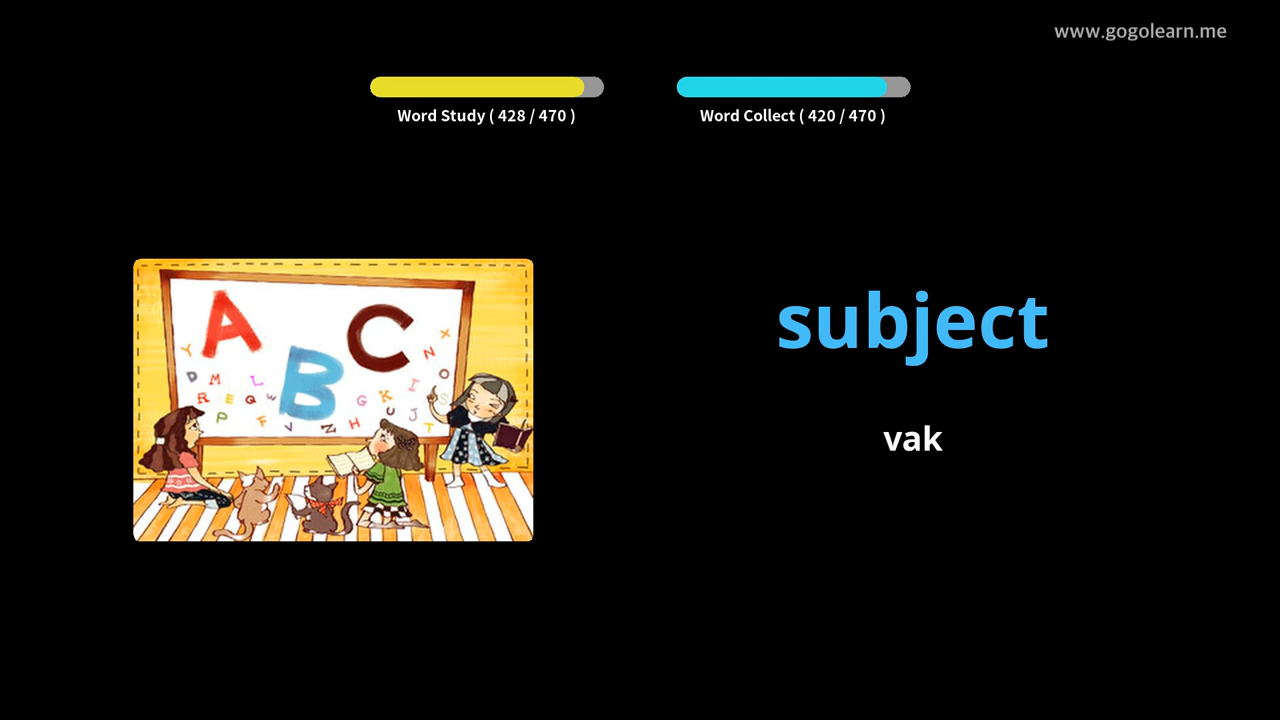 www.gogolearn.me
Word Study ( 428 / 470 )
Word Collect ( 420 / 470 )
A
B
C
X
Y
N
D
M
L
O
I
R
E
Q
W
G
K
S
P
F
V
Z
H
U
J
T
subject
vak